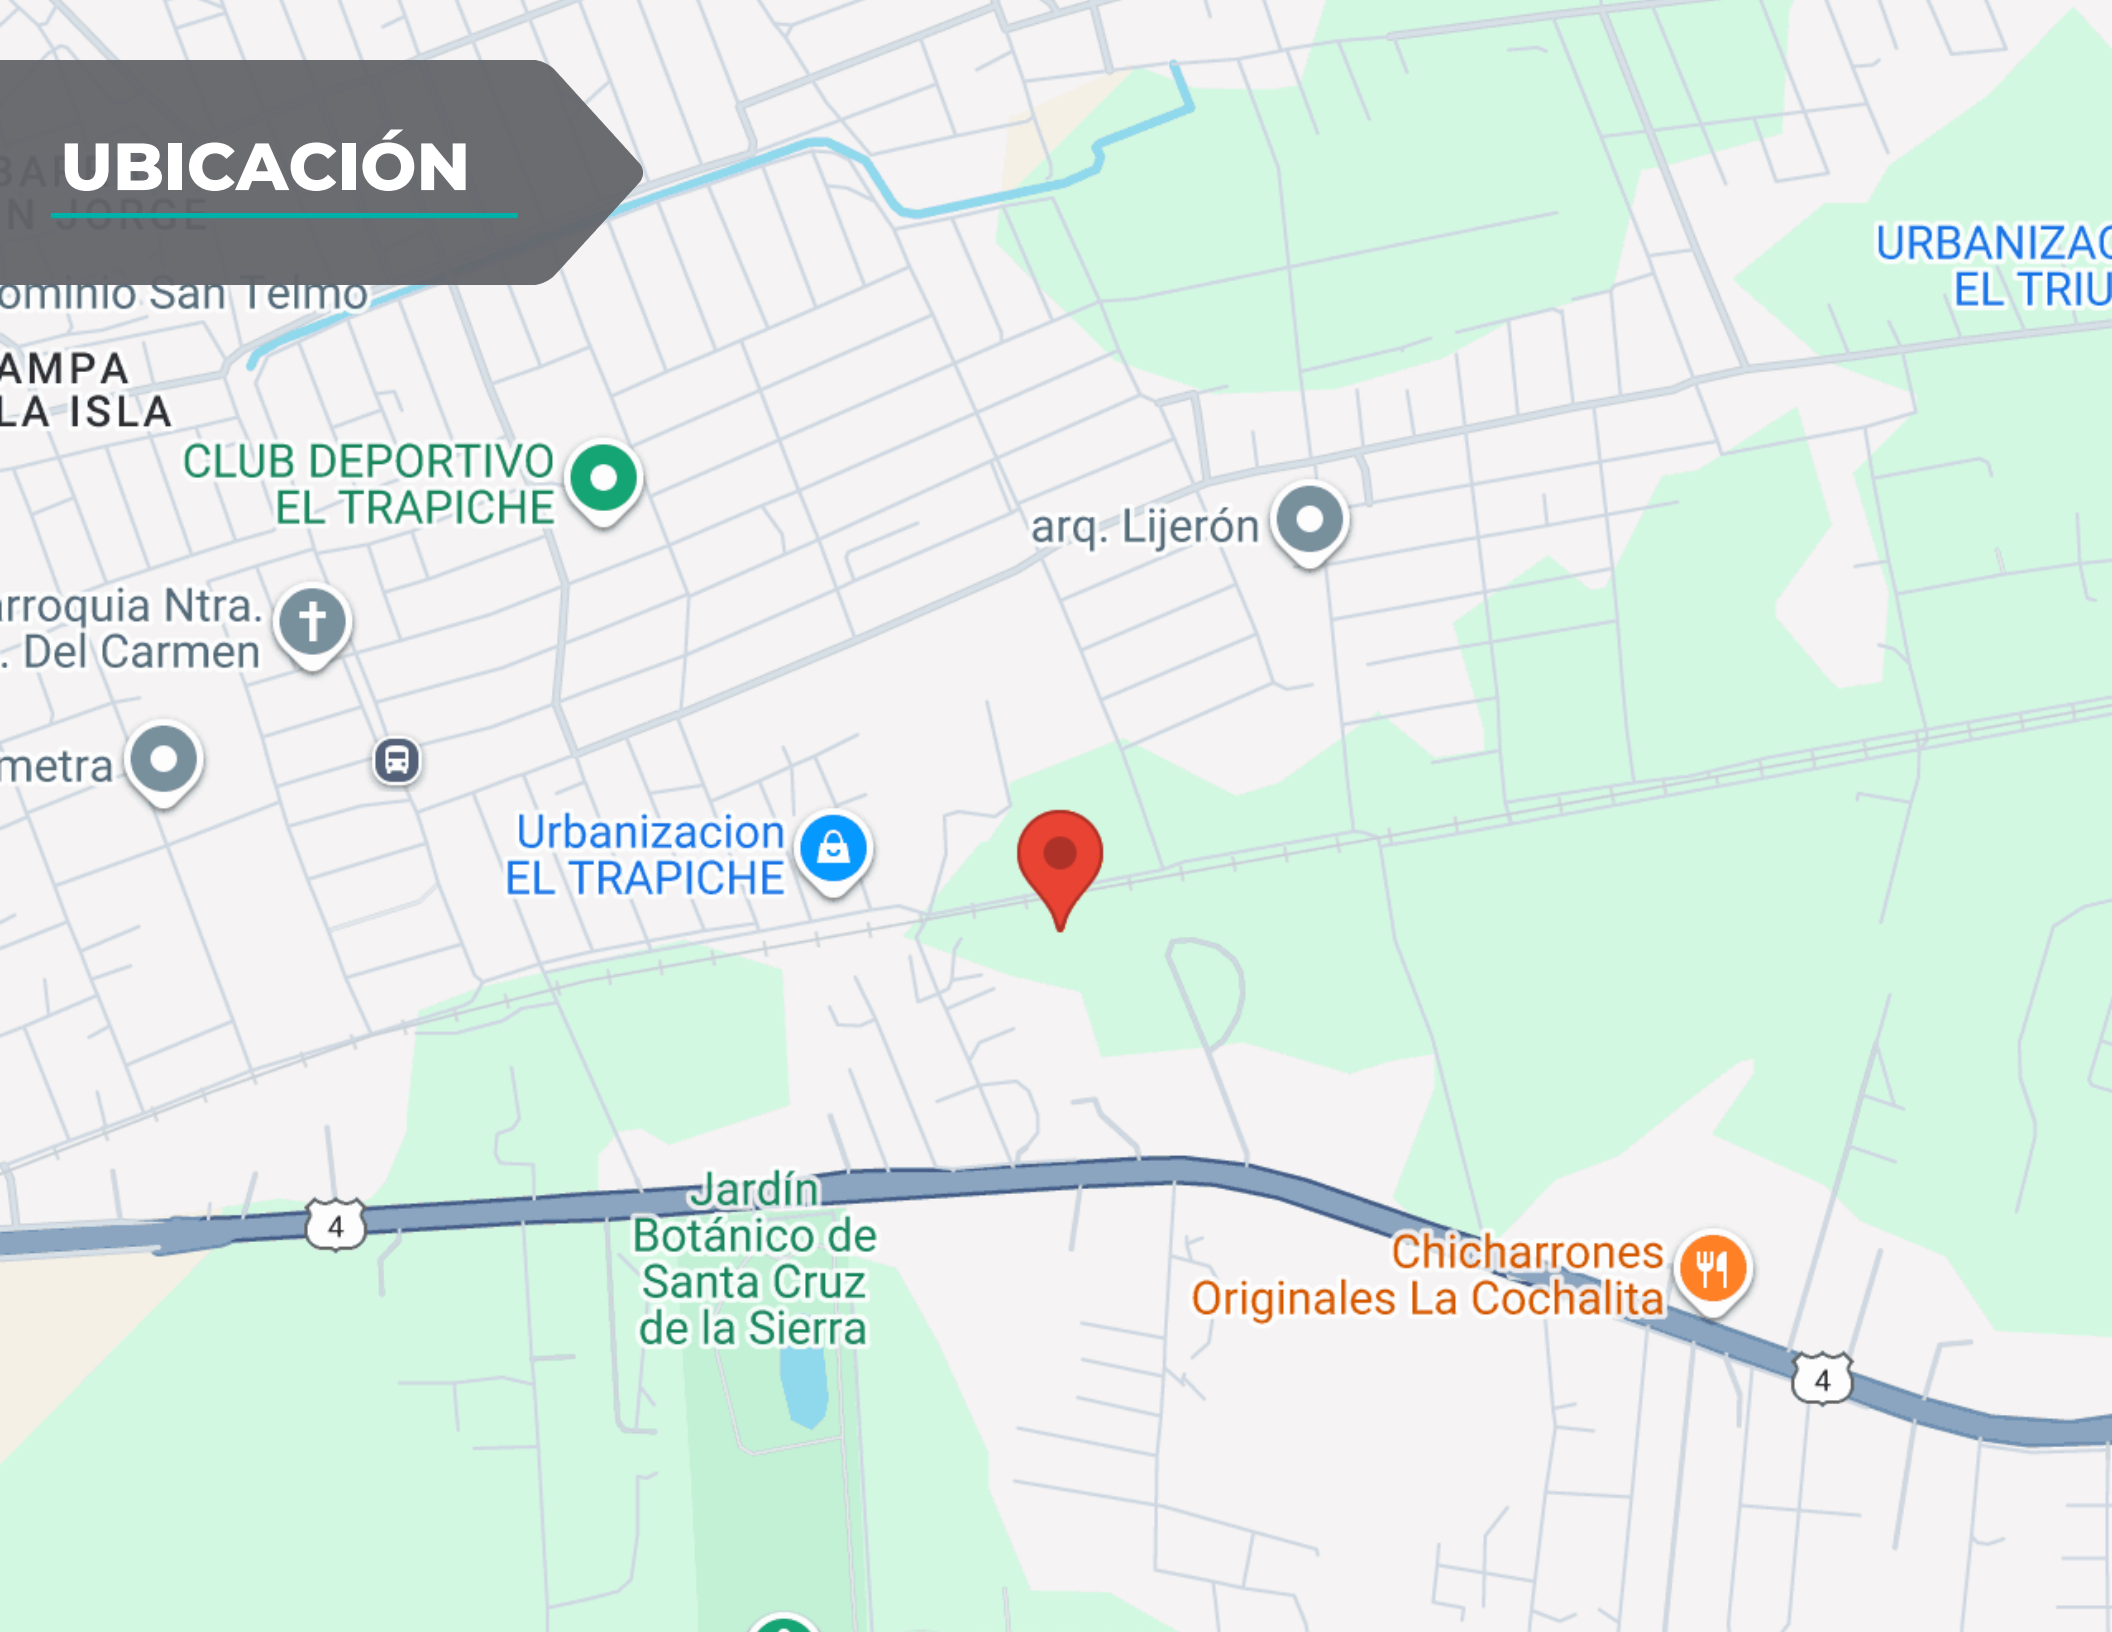 UBICACIÓN
N JORGE
ominio San Telmo
URBANIZAC
EL TRIU
AMPA
LA ISLA
CLUB DEPORTIVO
EL TRAPICHE
arq. Lijerón
rroquia Ntra.
. Del Carmen
metra
Urbanizacion
EL TRAPICHE
Jardín
Botánico de
Santa Cruz
de la Sierra
4
Chicharrones
Originales La Cochalita
4